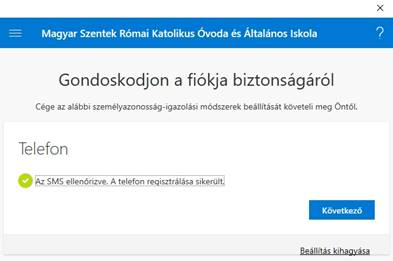 Magyar Szentek Római Katolikus Óvoda és Általános Iskola
?
Gondoskodjon a fiókja biztonságáról
Cége az alábbi személyazonosság-igazolási módszerek beállítását követeli meg Öntől.
Telefon
Az SMS ellenőrizve. A telefon regisztrálása sikerült.
Következő
Beállítás kihagyása